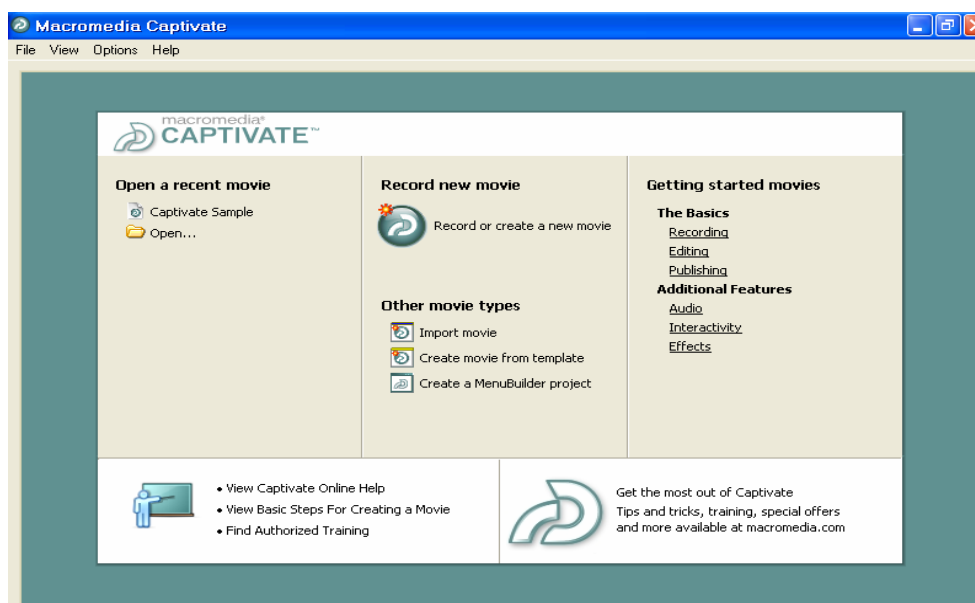 Macromedia Captivate
File View Options Help
macromedia®
CAPTIVATE™
Open a recent movie
Captivate Sample
Open...
Record new movie
Record or create a new movie
Other movie types
Import movie
Create movie from template
Create a MenuBuilder project
Getting started movies
The Basics
Recording
Editing
Publishing
Additional Features
Audio
Interactivity
Effects
• View Captivate Online Help
• View Basic Steps For Creating a Movie
• Find Authorized Training
Get the most out of Captivate
Tips and tricks, training, special offers
and more available at macromedia.com